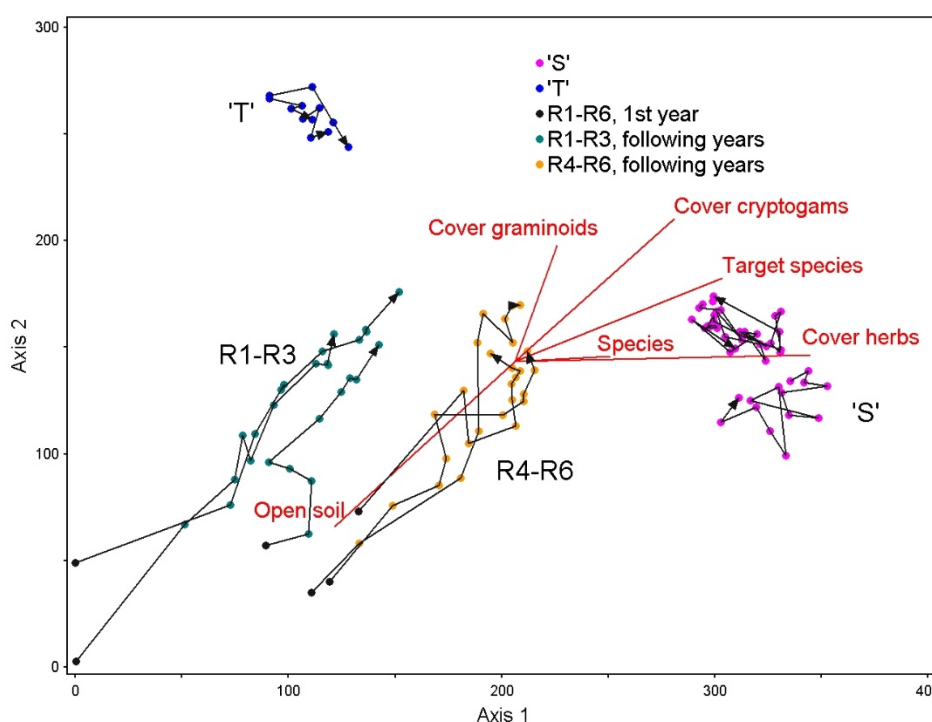 300
200
100
0
0
100
200
300
40
Axis 2
Axis 1
'T'
'S'
'T'
R1-R6, 1st year
R1-R3, following years
R4-R6, following years
Cover graminoids
Cover cryptogams
Target species
Species
Cover herbs
'S'
R1-R3
R4-R6
Open soil